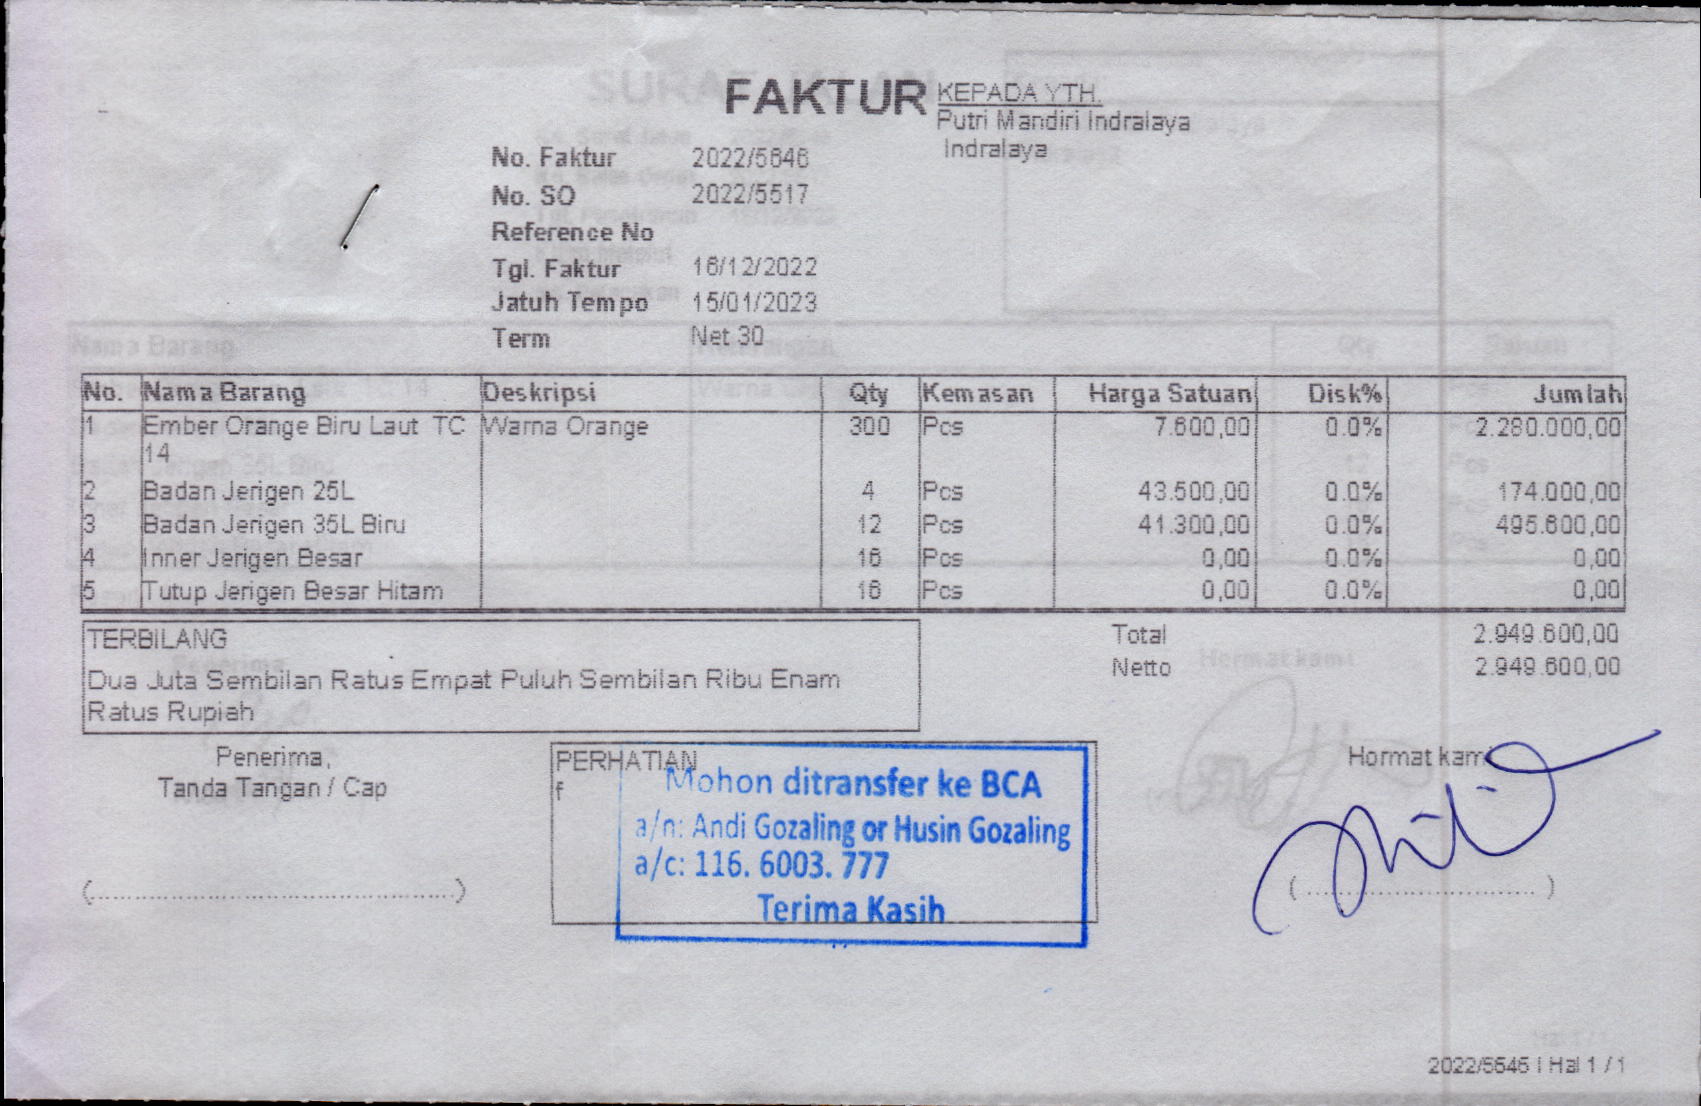 FAKTUR
KEPADA YTH.
Putri Mandiri Indralaya
Indralaya
No. Faktur 2022/5646
No. SO 2022/5517
Reference No
Tgl. Faktur 16/12/2022
Jatuh Tempo 15/01/2023
Term Net 30
No. Nama Barang Deskripsi Qty Kemasan Harga Satuan Disk% Jumlah
1 Ember Orange Biru Laut TC Warna Orange 300 Pcs 7.600,00 0.0% 2.280.000,00
14
2 Badan Jerigen 25L 4 Pcs 43.500,00 0.0% 174.000,00
3 Badan Jerigen 35L Biru 12 Pcs 41.300,00 0.0% 495.600,00
4 Inner Jerigen Besar 16 Pcs 0,00 0.0% 0,00
5 Tutup Jerigen Besar Hitam 16 Pcs 0,00 0.0% 0,00
TERBILANG
Dua Juta Sembilan Ratus Empat Puluh Sembilan Ribu Enam
Ratus Rupiah
Total 2.949.600,00
Netto 2.949.600,00
Penerima,
Tanda Tangan / Cap
(............................................)
PERHATIAN
f
Mohon ditransfer ke BCA
a/n: Andi Gozaling or Husin Gozaling
a/c: 116. 6003. 777
Terima Kasih
Hormat kami
(............................)
2022/5646 | Hal 1 / 1